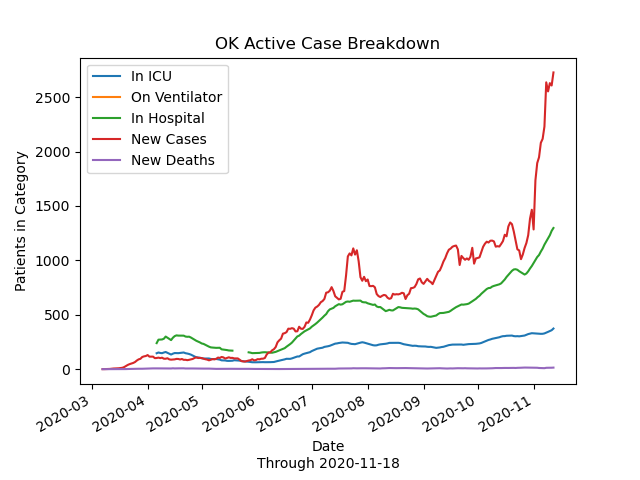 OK Active Case Breakdown
In ICU
On Ventilator
In Hospital
New Cases
New Deaths
Patients in Category
2500
2000
1500
1000
500
0
2020-03
2020-04
2020-05
2020-06
2020-07
2020-08
2020-09
2020-10
2020-11
Date
Through 2020-11-18